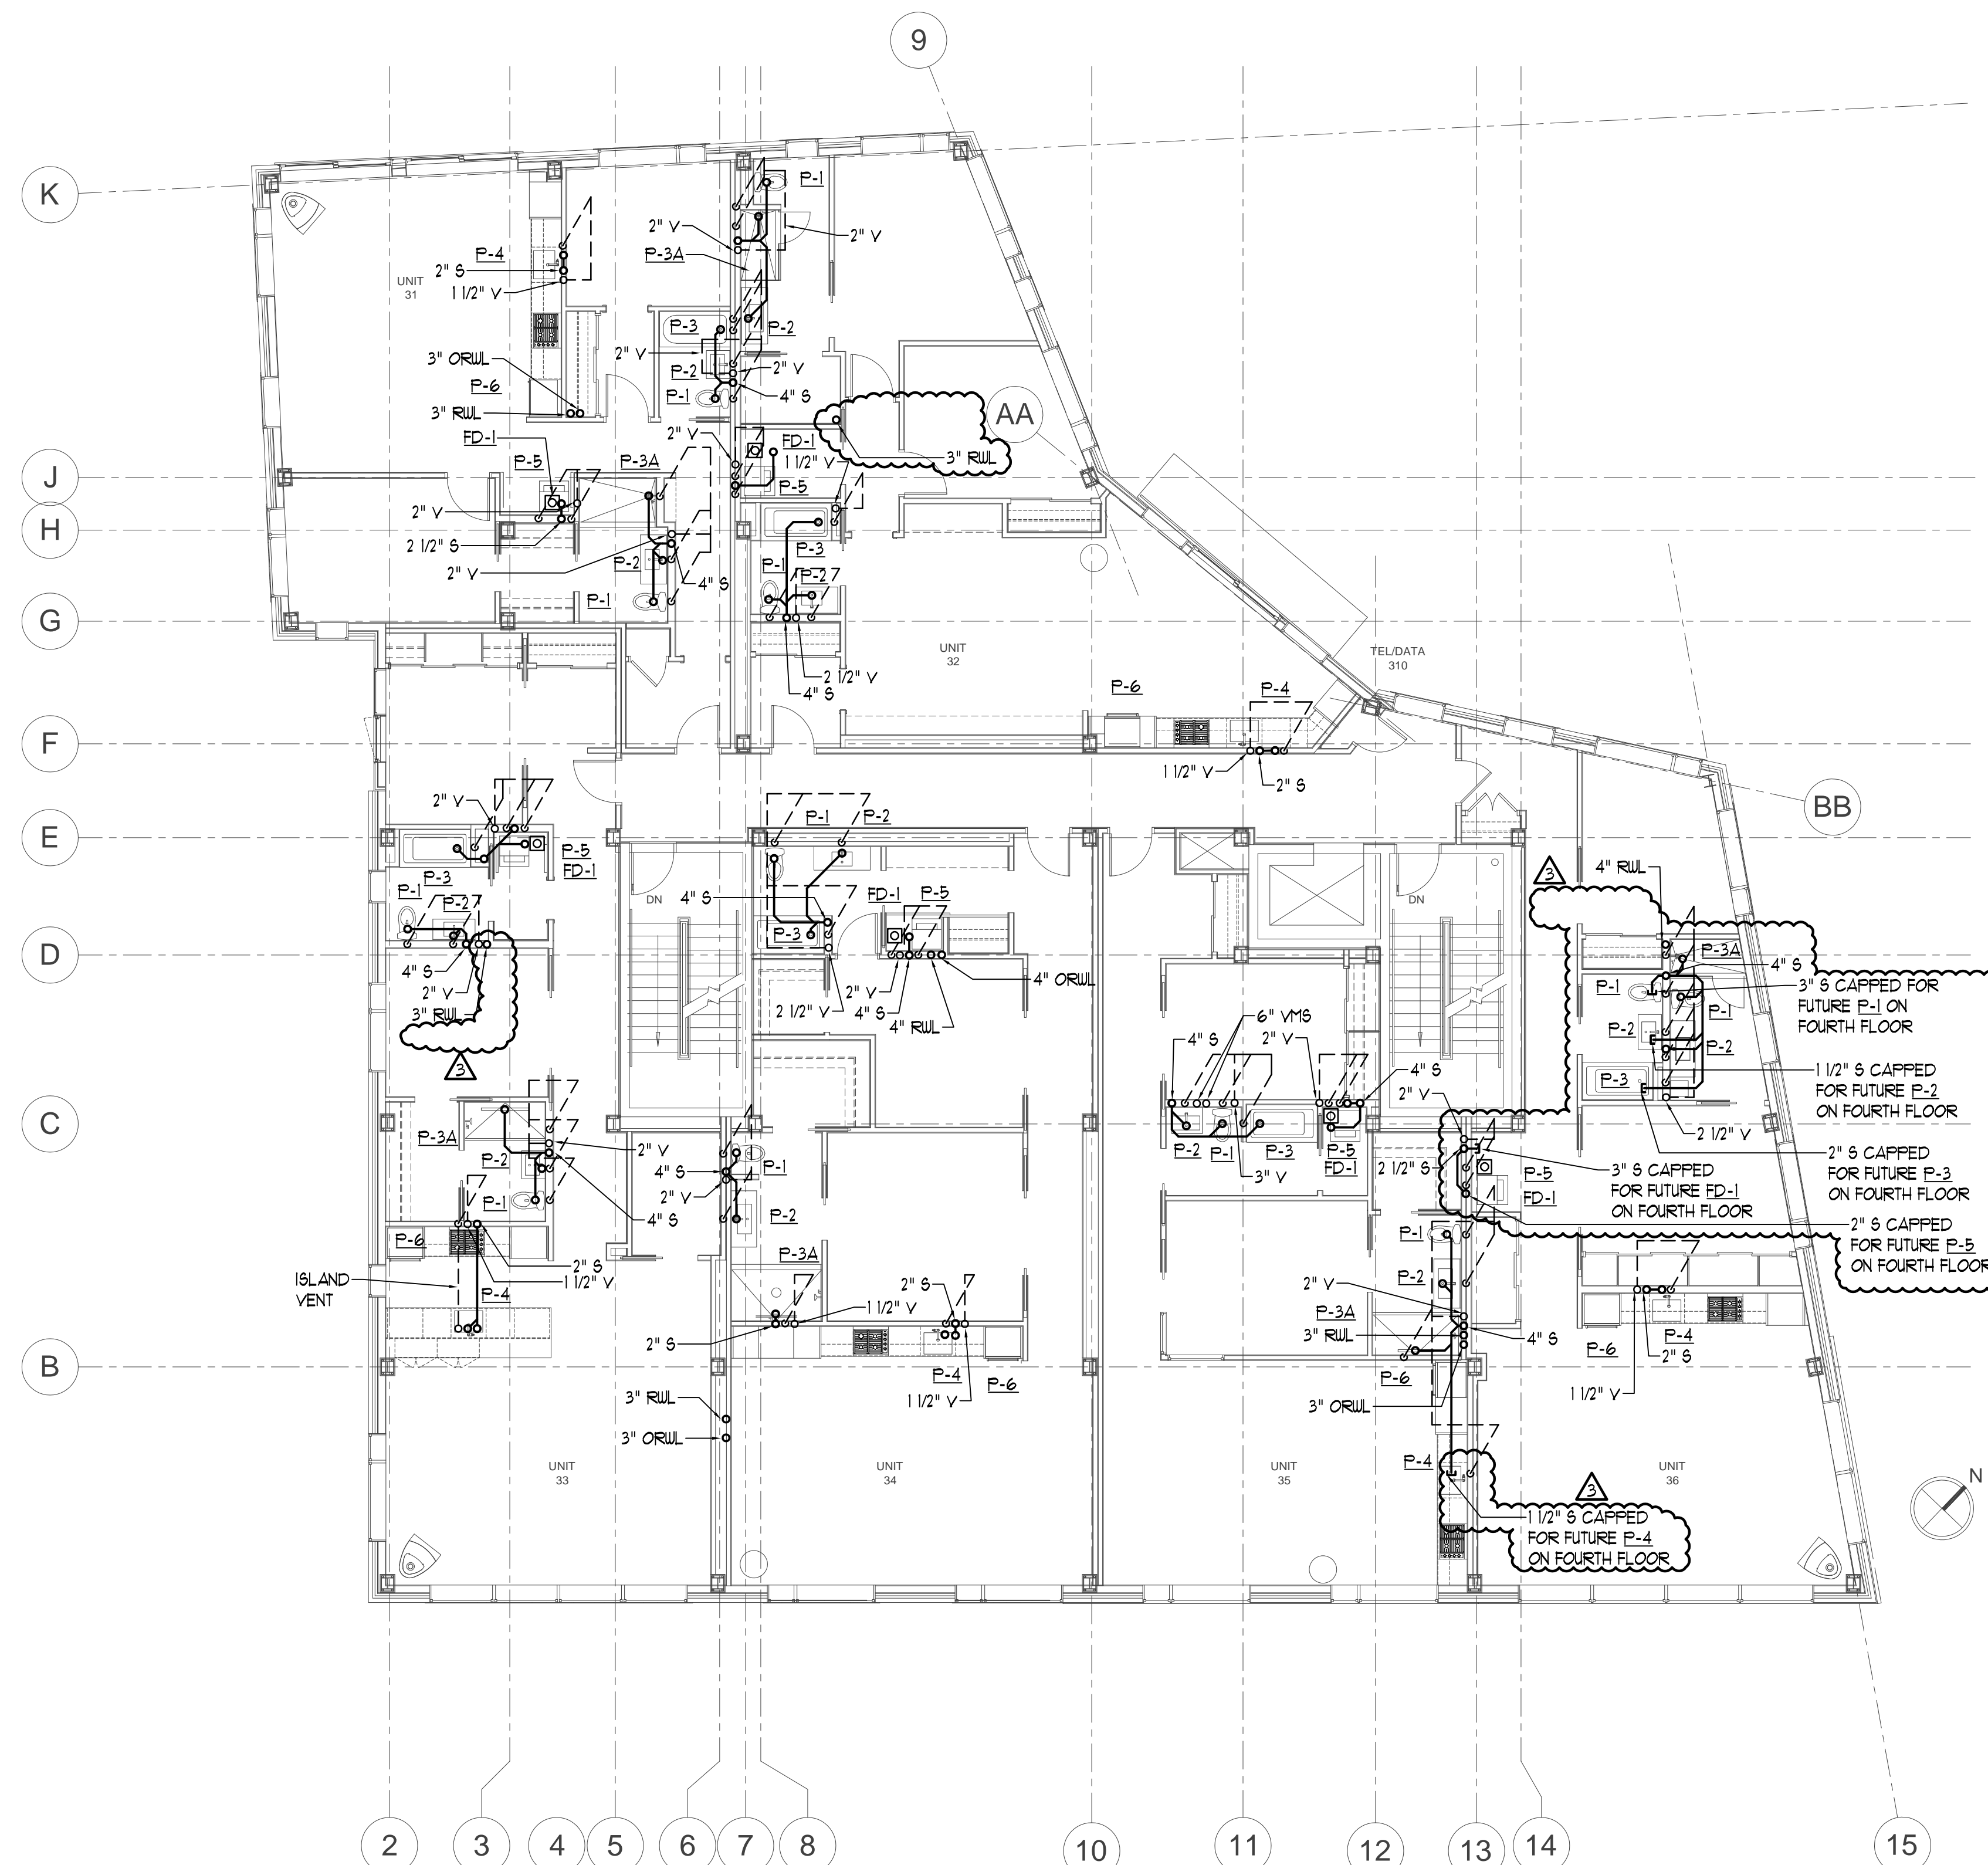 9
K
P-1
2" V
2" V
P-3A
P-4
2" S
1 1/2" V
UNIT
31
P-3
P-2
2" V
P-2
2" V
3" ORWL
P-6
P-1
4" S
3" RWL
AA
2" V
FD-1
FD-1
1 1/2" V
3" RWL
P-5
P-3A
J
P-5
2" V
H
2 1/2" S
P-3
P-2
P-1
P-2
2" V
4" S
P-1
G
UNIT
32
TEL/DATA
310
2 1/2" V
4" S
P-6
P-4
F
1 1/2" V
2" S
2" V
P-1
P-2
BB
E
P-5
FD-1
P-3
P-1
P-2
DN
4" S
FD-1
P-5
DN
3
4" RWL
P-3
D
4" S
2" V
3" RWL
3
2 1/2" V
2" V
4" S
4" RWL
4" ORWL
P-3A
4" S
P-1
3" S CAPPED FOR
FUTURE P-1 ON
FOURTH FLOOR
P-1
P-2
P-2
6" VMS
4" S
2" V
4" S
2" V
P-3
1 1/2" S CAPPED
FOR FUTURE P-2
ON FOURTH FLOOR
2 1/2" V
C
P-3A
P-2
2" V
4" S
P-1
4" S
2" V
P-1
P-2
P-2
P-1
P-3
P-5
FD-1
3" V
2 1/2" S
3" S CAPPED
FOR FUTURE FD-1
ON FOURTH FLOOR
P-5
FD-1
2" S CAPPED
FOR FUTURE P-3
ON FOURTH FLOOR
2" S CAPPED
FOR FUTURE P-5
ON FOURTH FLOOR
P-6
2" S
1 1/2" V
ISLAND
VENT
P-4
P-3A
2" S
1 1/2" V
2" S
P-1
P-2
2" V
P-3A
3" RWL
4" S
P-6
P-4
2" S
B
P-4
1 1/2" V
P-6
P-6
3" ORWL
1 1/2" V
3" RWL
3" ORWL
UNIT
33
UNIT
34
UNIT
35
P-4
UNIT
36
3
1 1/2" S CAPPED
FOR FUTURE P-4
ON FOURTH FLOOR
N
2
3
4
5
6
7
8
10
11
12
13
14
15